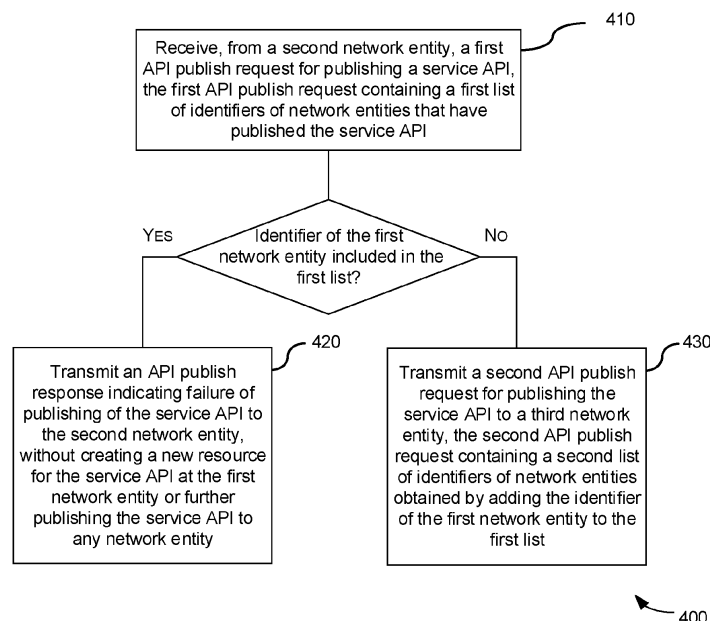 410
Receive, from a second network entity, a first
API publish request for publishing a service API,
the first API publish request containing a first list
of identifiers of network entities that have
published the service API
YES
Identifier of the first
network entity included in the
first list?
NO
420
Transmit an API publish
response indicating failure of
publishing of the service API to
the second network entity,
without creating a new resource
for the service API at the first
network entity or further
publishing the service API to
any network entity
430
Transmit a second API publish
request for publishing the
service API to a third network
entity, the second API publish
request containing a second list
of identifiers of network entities
obtained by adding the identifier
of the first network entity to the
first list
400